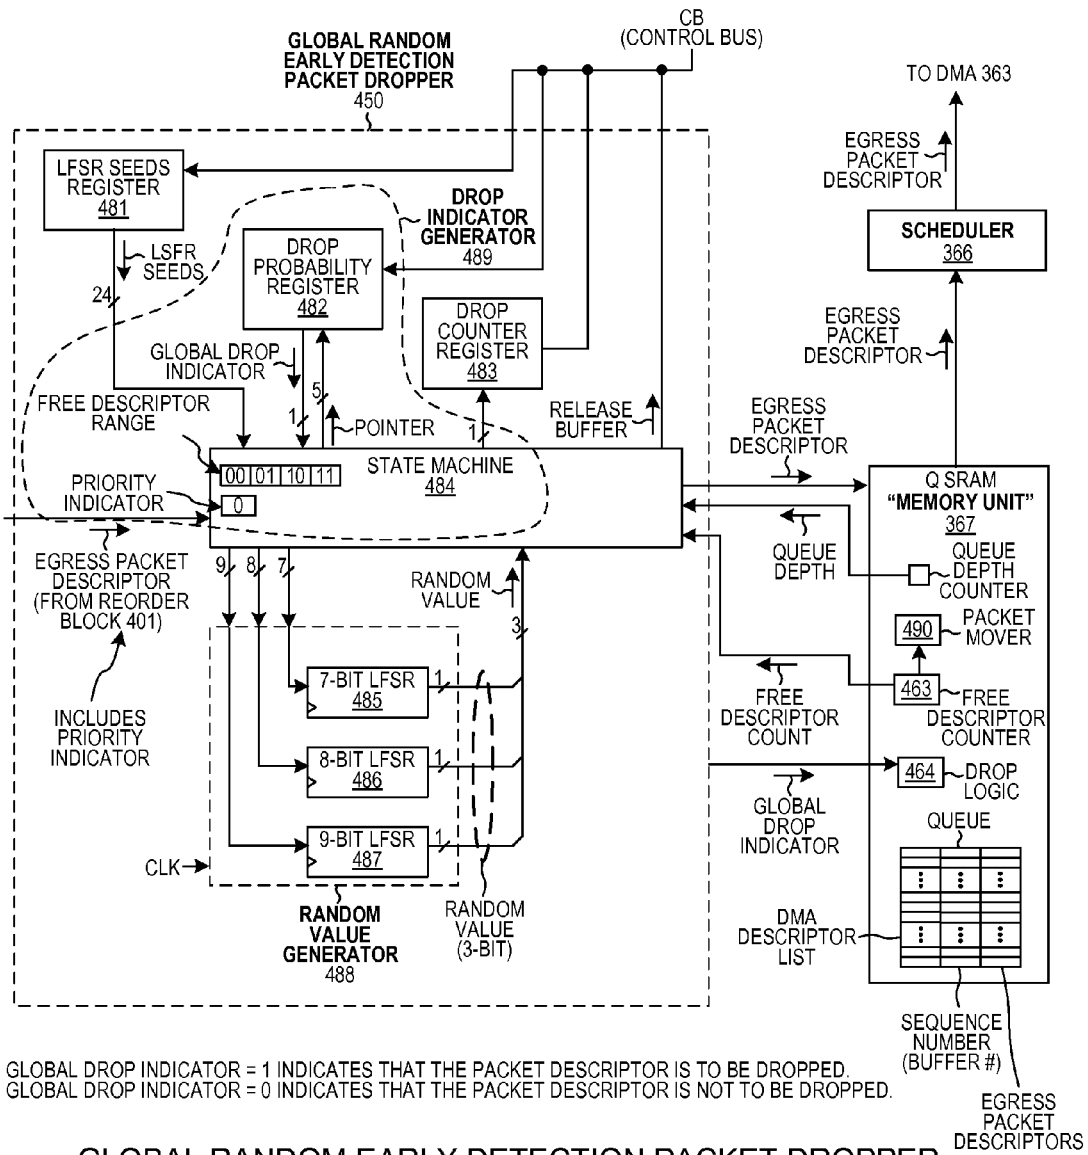 CB
(CONTROL BUS)
GLOBAL RANDOM
EARLY DETECTION
PACKET DROPPER
450
TO DMA 363
EGRESS
PACKET
DESCRIPTOR
LFSR SEEDS
REGISTER
481
DROP
INDICATOR
GENERATOR
489
SCHEDULER
366
LSFR
SEEDS
24
DROP
PROBABILITY
REGISTER
482
DROP
COUNTER
REGISTER
483
EGRESS
PACKET
DESCRIPTOR
GLOBAL DROP
INDICATOR
1
5
POINTER
1
RELEASE
BUFFER
EGRESS
PACKET
DESCRIPTOR
FREE DESCRIPTOR
RANGE
00 01 10 11
STATE MACHINE
484
PRIORITY
INDICATOR
0
Q SRAM
“MEMORY UNIT”
367
QUEUE
DEPTH
QUEUE
DEPTH
COUNTER
EGRESS PACKET
DESCRIPTOR
(FROM REORDER
BLOCK 401)
9 8 7
RANDOM
VALUE
3
490
PACKET
MOVER
463
FREE
DESCRIPTOR
COUNTER
FREE
DESCRIPTOR
COUNT
INCLUDES
PRIORITY
INDICATOR
7-BIT LFSR
485
1
8-BIT LFSR
486
1
9-BIT LFSR
487
1
464
DROP
LOGIC
GLOBAL
DROP
INDICATOR
CLK
QUEUE
RANDOM
VALUE
GENERATOR
488
RANDOM
VALUE
(3-BIT)
DMA
DESCRIPTOR
LIST
SEQUENCE
NUMBER
(BUFFER #)
GLOBAL DROP INDICATOR = 1 INDICATES THAT THE PACKET DESCRIPTOR IS TO BE DROPPED.
GLOBAL DROP INDICATOR = 0 INDICATES THAT THE PACKET DESCRIPTOR IS NOT TO BE DROPPED.
EGRESS
PACKET
DESCRIPTORS
GLOBAL RANDOM EARLY DETECTION PACKET DROPPER